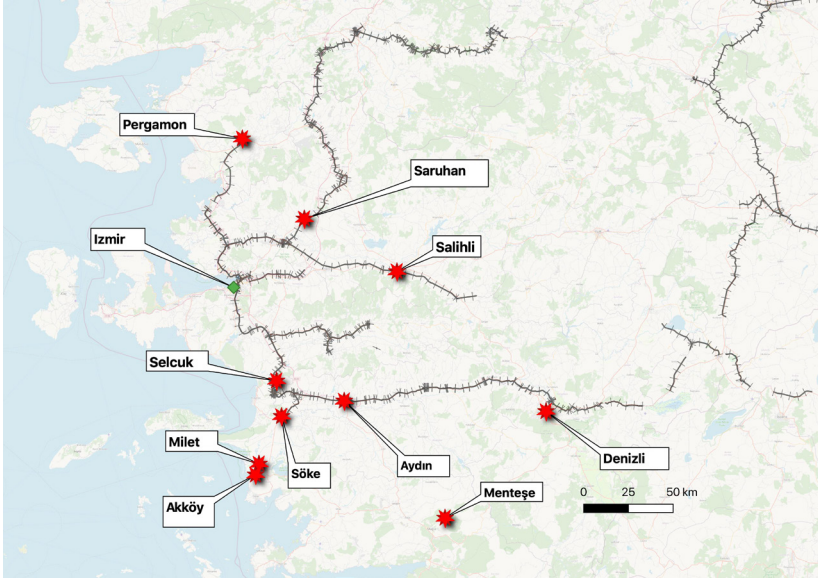 Pergamon
Saruhan
Izmir
Salihli
Selcuk
Milet
Söke
Aydın
Denizli
Akköy
Menteşe
0 25 50 km